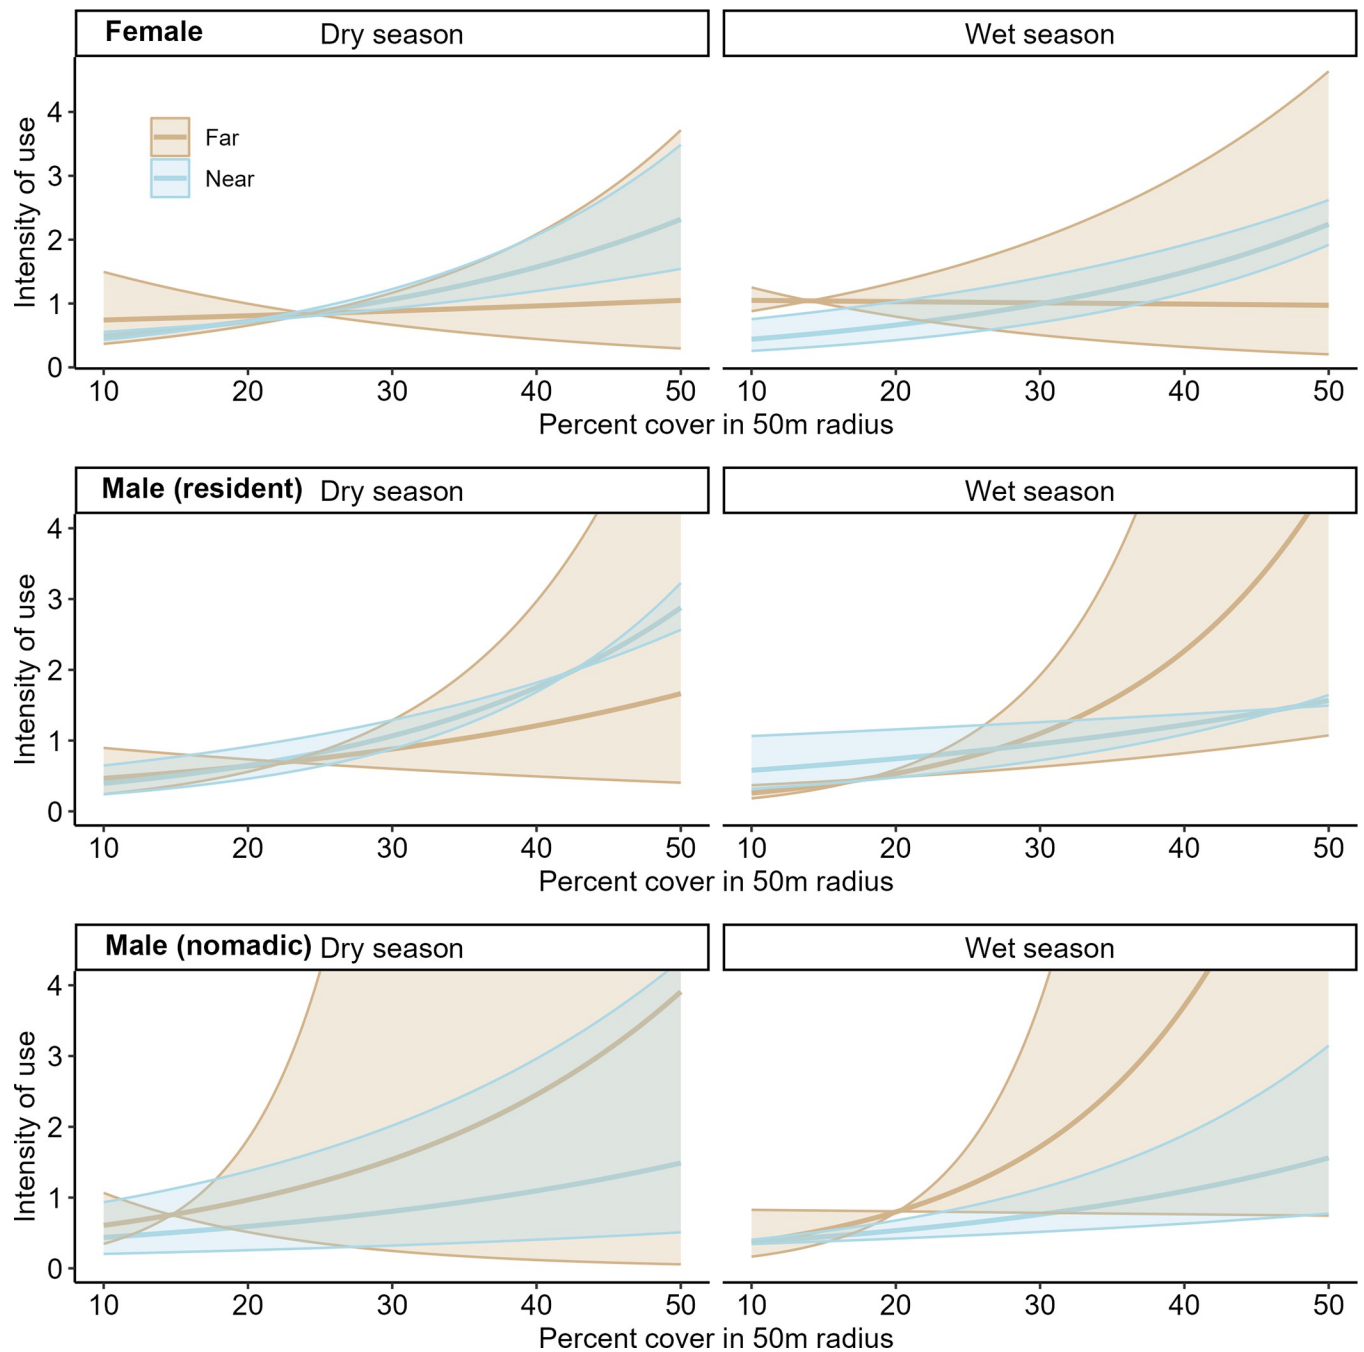 Female Dry season Wet season
4
Far
3
Near
2
1
0
Intensity of use
10 20 30 40 50 10 20 30 40 50
Percent cover in 50m radius
Male (resident) Dry season Wet season
4
3
2
1
0
Intensity of use
10 20 30 40 50 10 20 30 40 50
Percent cover in 50m radius
Male (nomadic) Dry season Wet season
4
3
2
1
0
Intensity of use
10 20 30 40 50 10 20 30 40 50
Percent cover in 50m radius